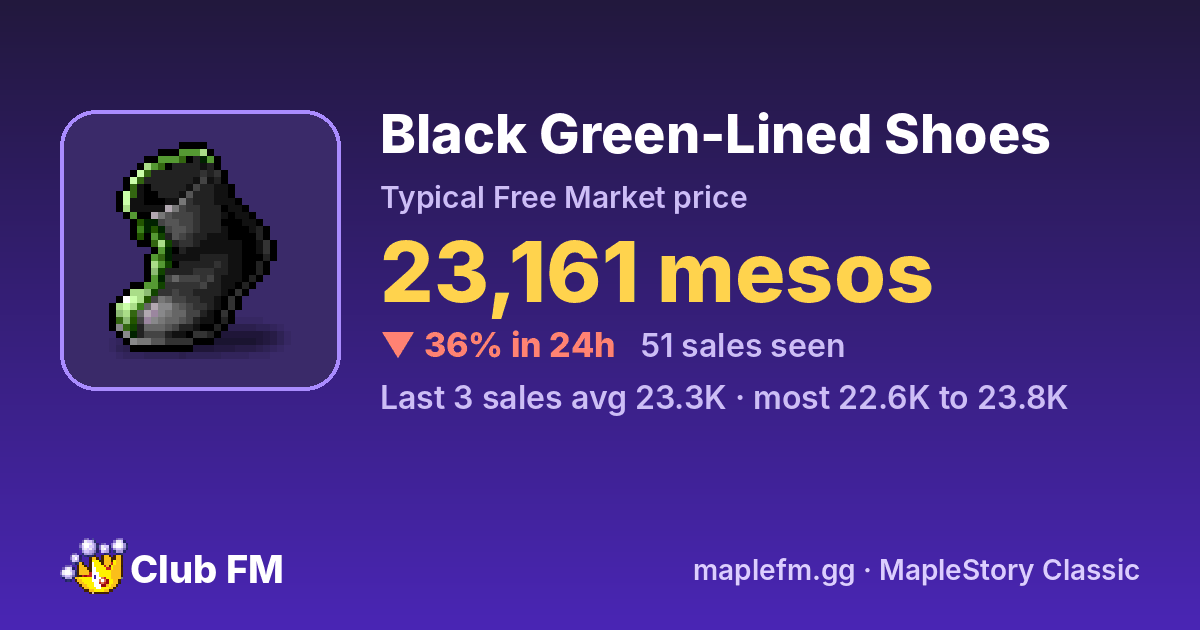 Black Green-Lined Shoes
Typical Free Market price
23,161 mesos
▼ 36% in 24h 51 sales seen
Last 3 sales avg 23.3K · most 22.6K to 23.8K
Club FM
maplefm.gg · MapleStory Classic